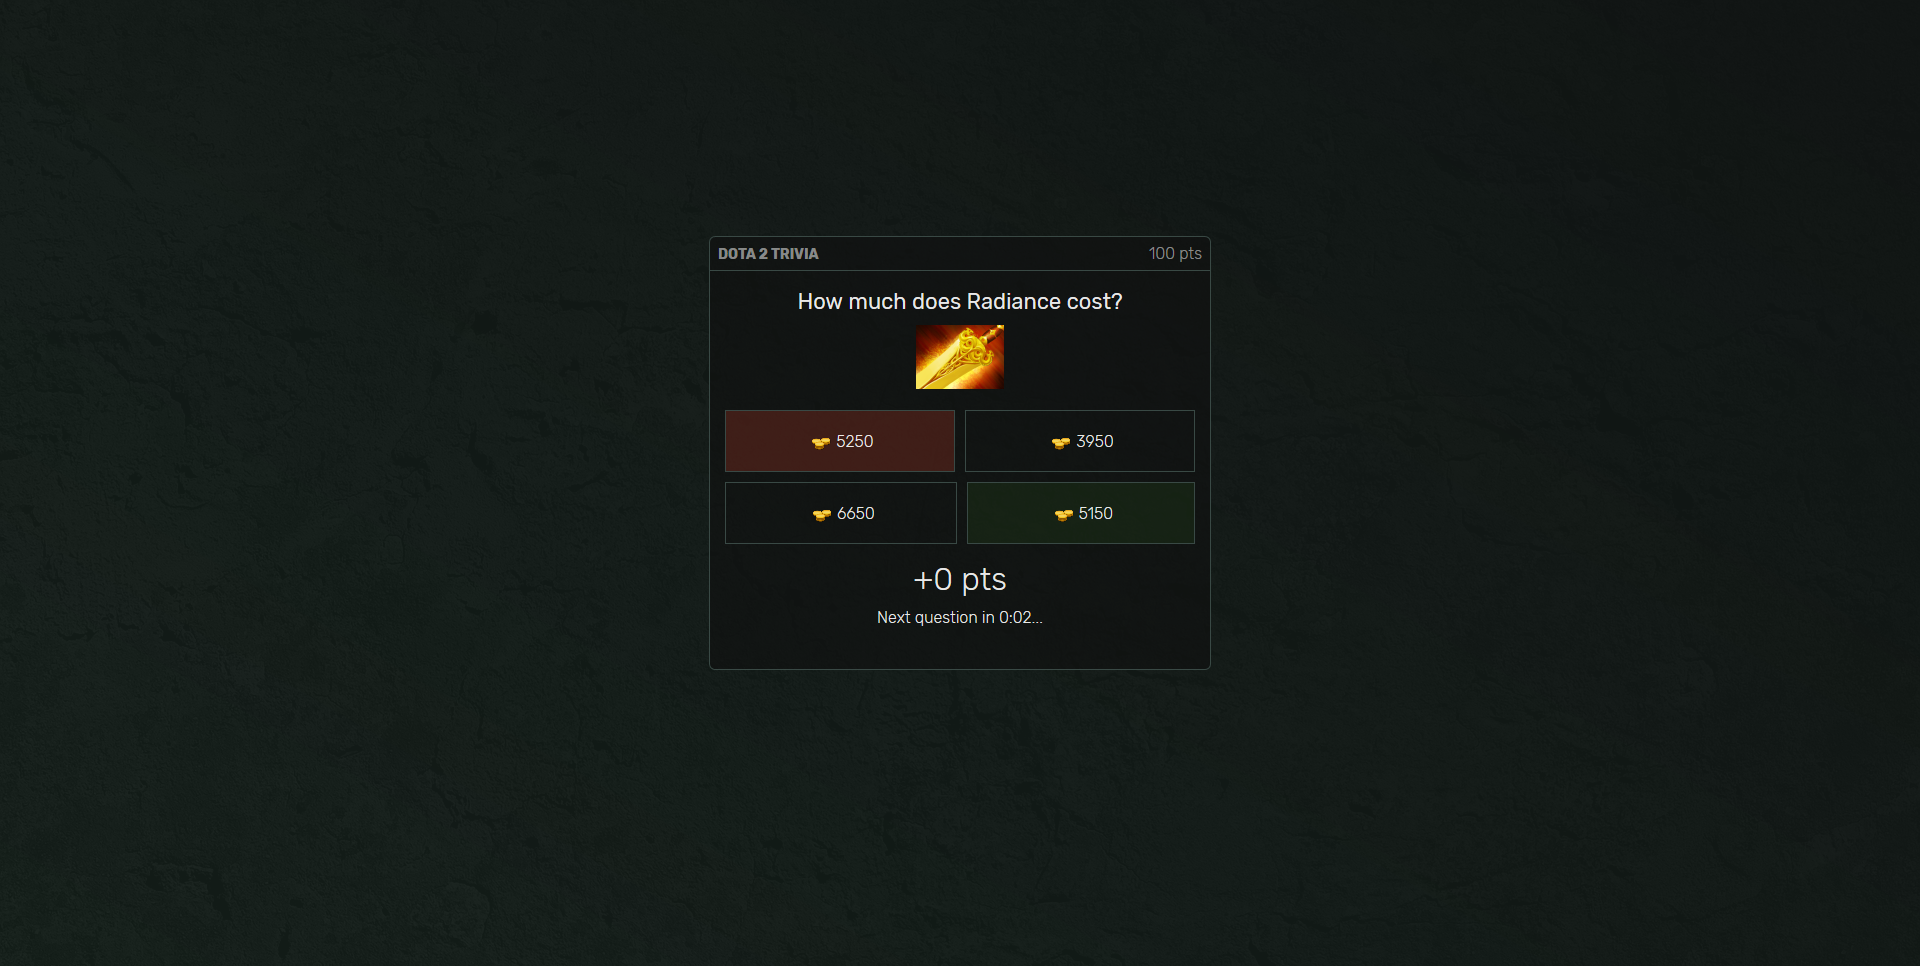 DOTA 2 TRIVIA 100 pts
How much does Radiance cost?
5250 3950
6650 5150
+0 pts
Next question in 0:02...